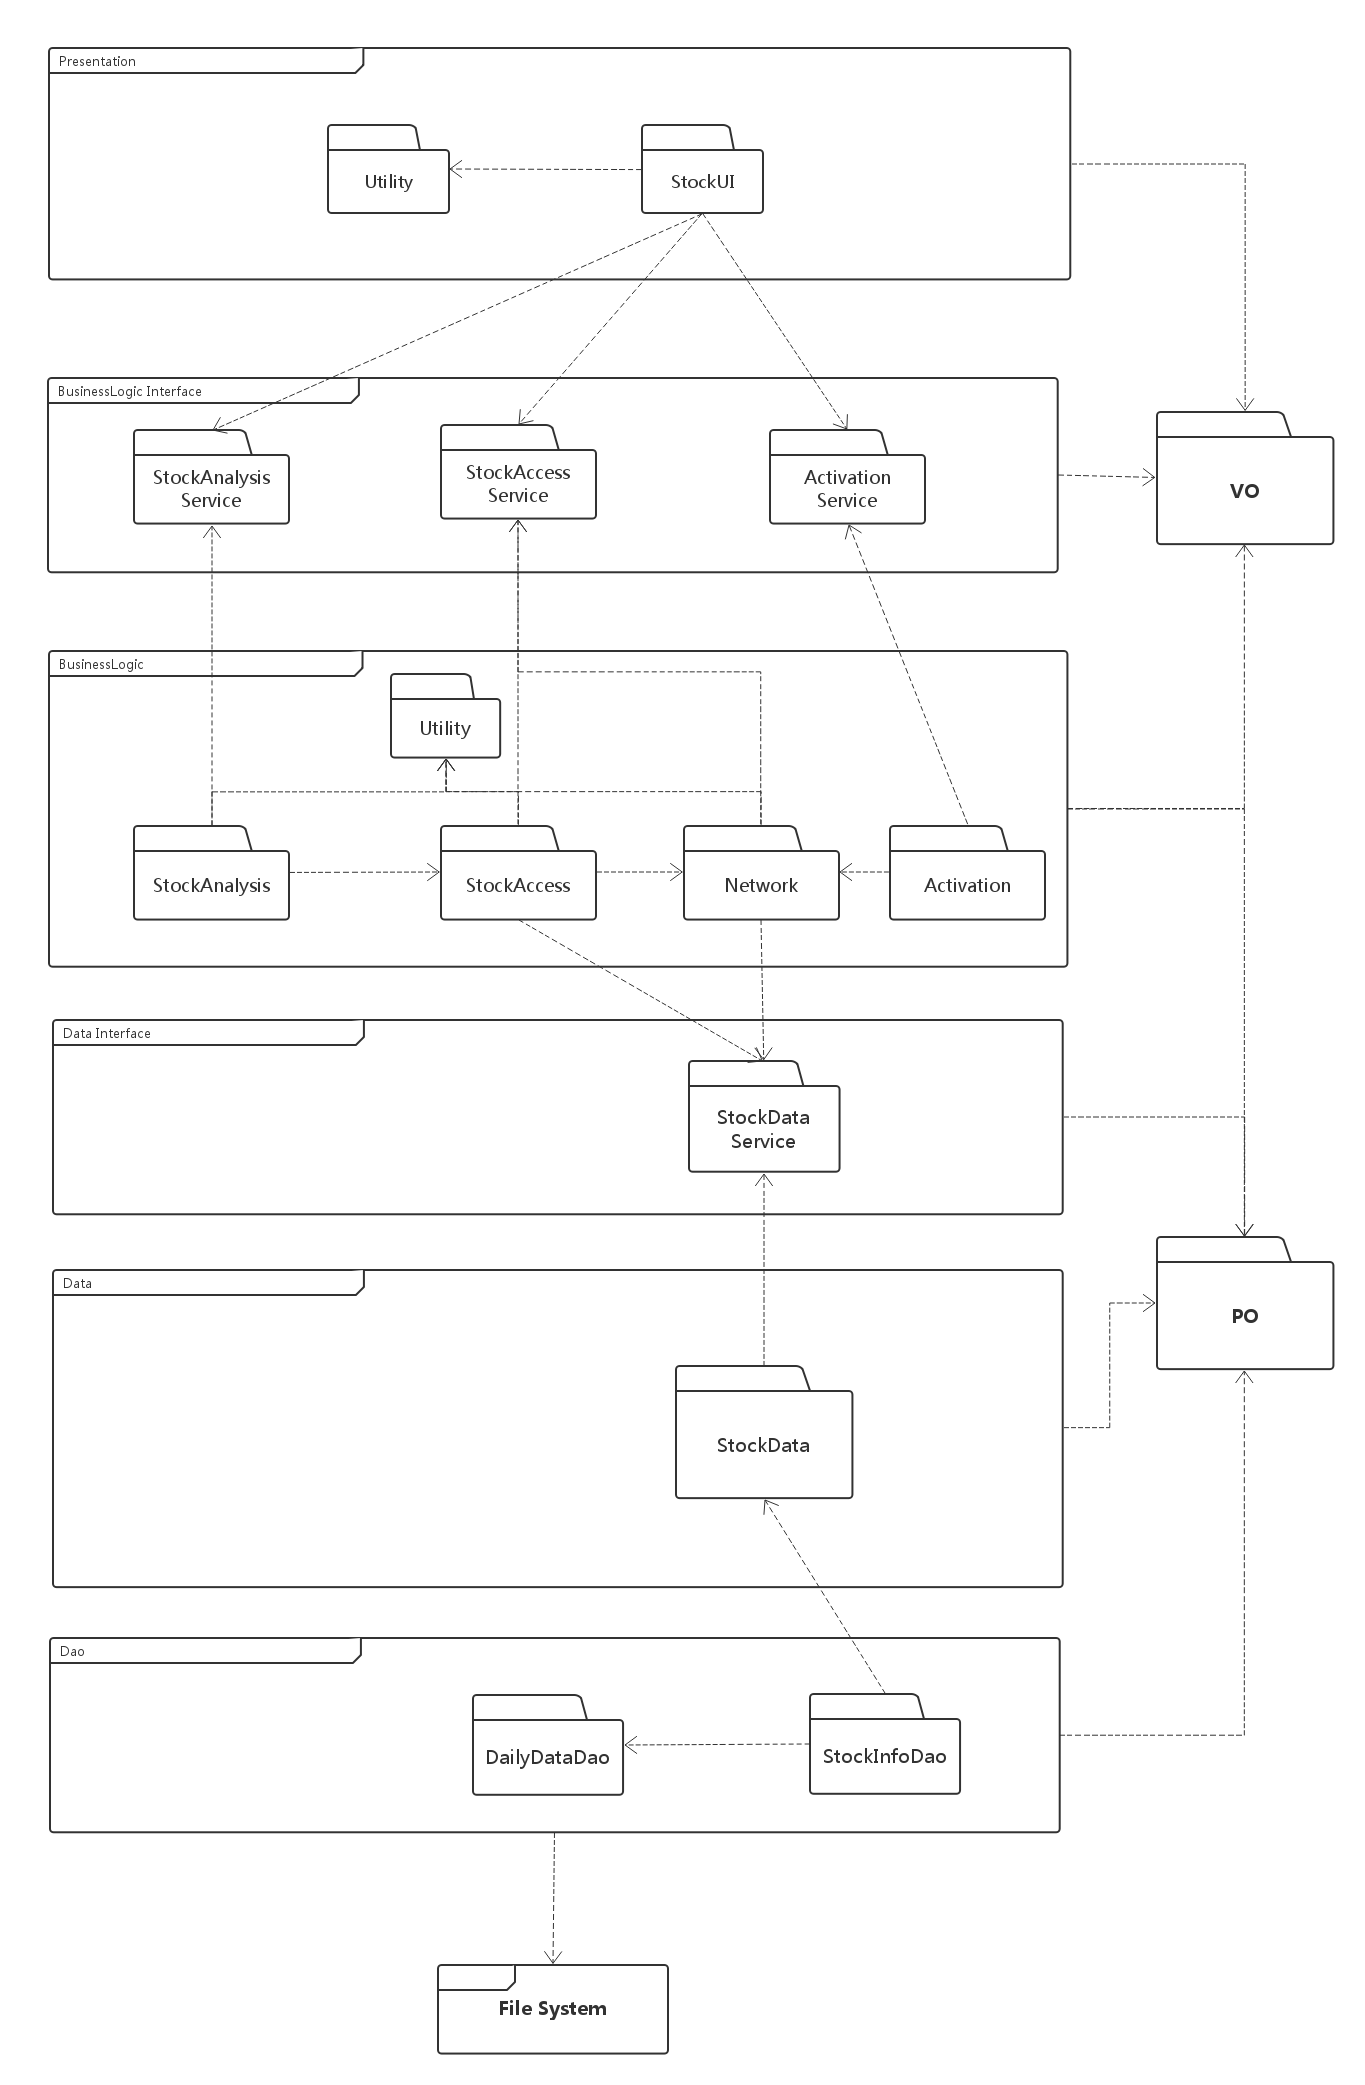 Presentation
Utility
StockUI
BusinessLogic Interface
StockAnalysis
Service
StockAccess
Service
Activation
Service
VO
BusinessLogic
Utility
StockAnalysis
StockAccess
Network
Activation
Data Interface
StockData
Service
Data
PO
StockData
Dao
DailyDataDao
StockInfoDao
File System